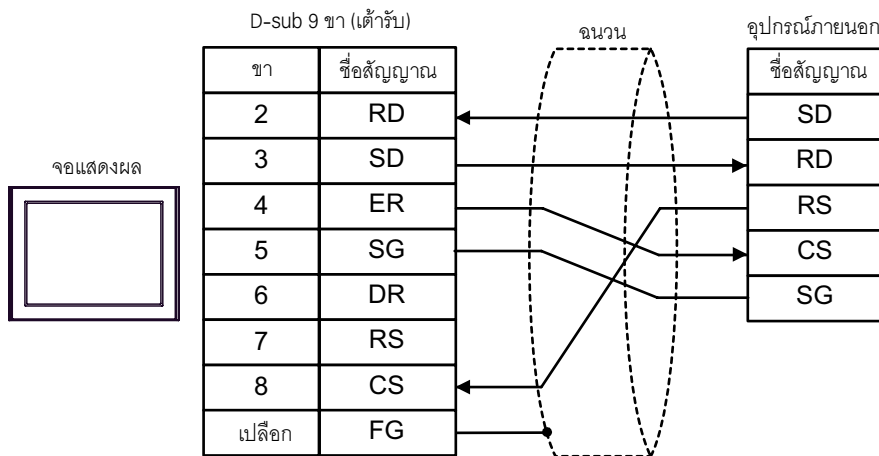 D-sub 9 ขา (เต้ารับ)
ฉนวน
อุปกรณ์ภายนอก
จอแสดงผล
ขา ชื่อสัญญาณ
2 RD
3 SD
4 ER
5 SG
6 DR
7 RS
8 CS
เปลือก FG
ชื่อสัญญาณ
SD
RD
RS
CS
SG